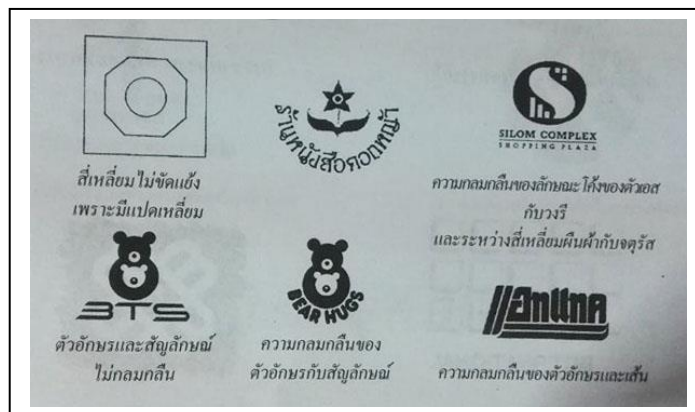 ร้านหนังสือดอกหญ้า
SILOM COMPLEX
SHOPPING PLAZA
สี่เหลี่ยมไม่ขัดแย้ง
เพราะมีแปดเหลี่ยม
ความกลมกลืนของลักษณะโค้งของตัวเอส
กับวงรี
และระหว่างสี่เหลี่ยมผืนผ้ากับจตุรัส
BTS
BEAR HUGS
แฮทแทค
ตัวอักษรและสัญลักษณ์
ไม่กลมกลืน
ความกลมกลืนของ
ตัวอักษรกับสัญลักษณ์
ความกลมกลืนของตัวอักษรและเส้น